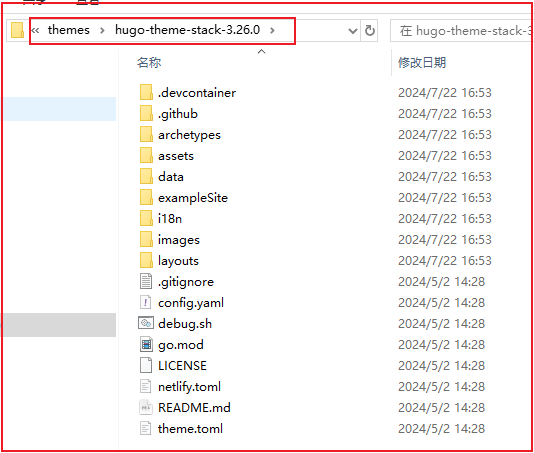 « themes > hugo-theme-stack-3.26.0 > 在 hugo-theme-stack-3
名称 修改日期
.devcontainer 2024/7/22 16:53
.github 2024/7/22 16:53
archetypes 2024/7/22 16:53
assets 2024/7/22 16:53
data 2024/7/22 16:53
exampleSite 2024/7/22 16:53
i18n 2024/7/22 16:53
images 2024/7/22 16:53
layouts 2024/7/22 16:53
.gitignore 2024/5/2 14:28
config.yaml 2024/5/2 14:28
debug.sh 2024/5/2 14:28
go.mod 2024/5/2 14:28
LICENSE 2024/5/2 14:28
netlify.toml 2024/5/2 14:28
README.md 2024/5/2 14:28
theme.toml 2024/5/2 14:28